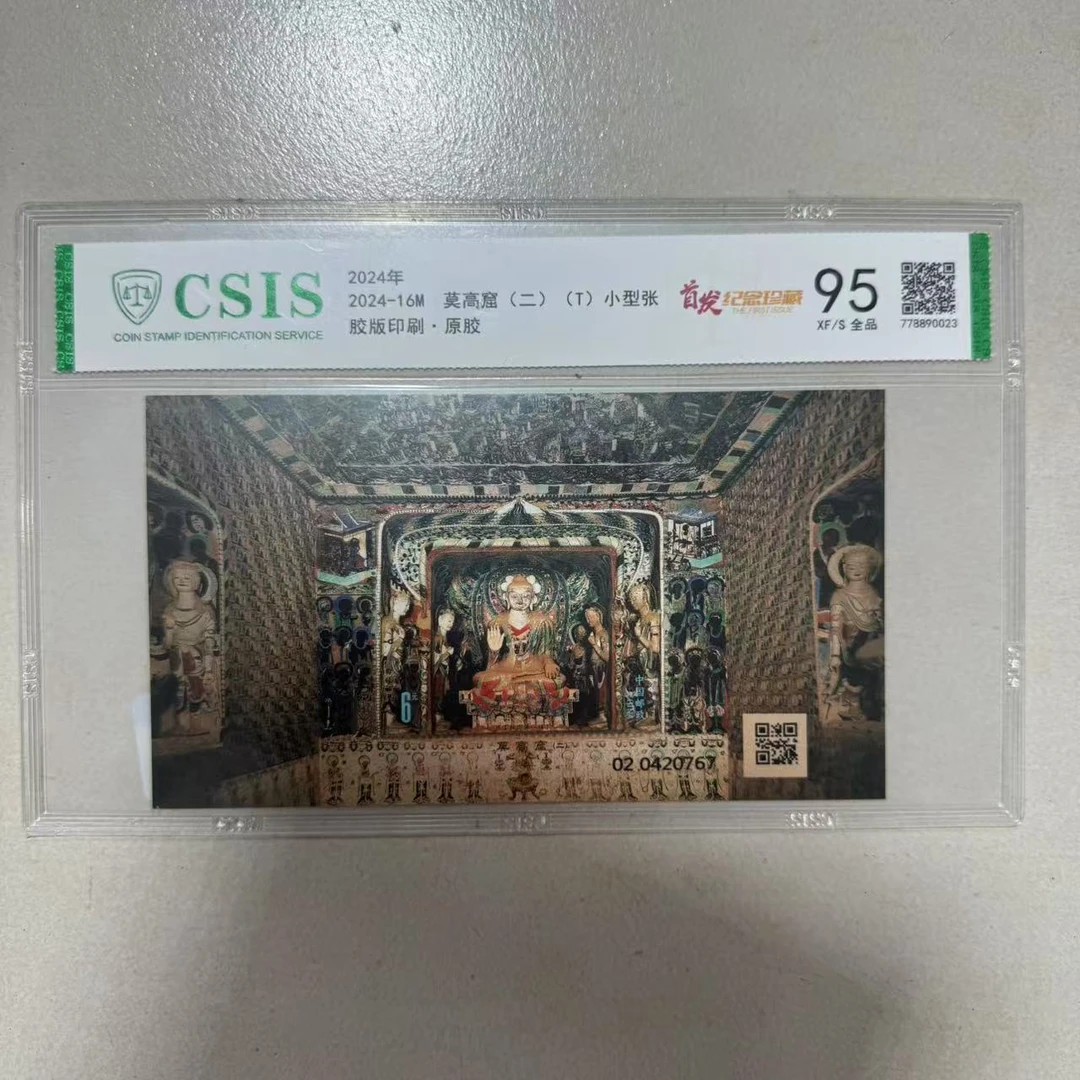 CSIS
COIN STAMP IDENTIFICATION SERVICE
2024年
2024-16M 莫高窟（二）（T）小型张
胶版印刷·原胶
首发纪念珍藏
THE FIRST ISSUE
95
XF/S 全品
778890023
6元
中国邮政
莫高窟(二)
02 0420767